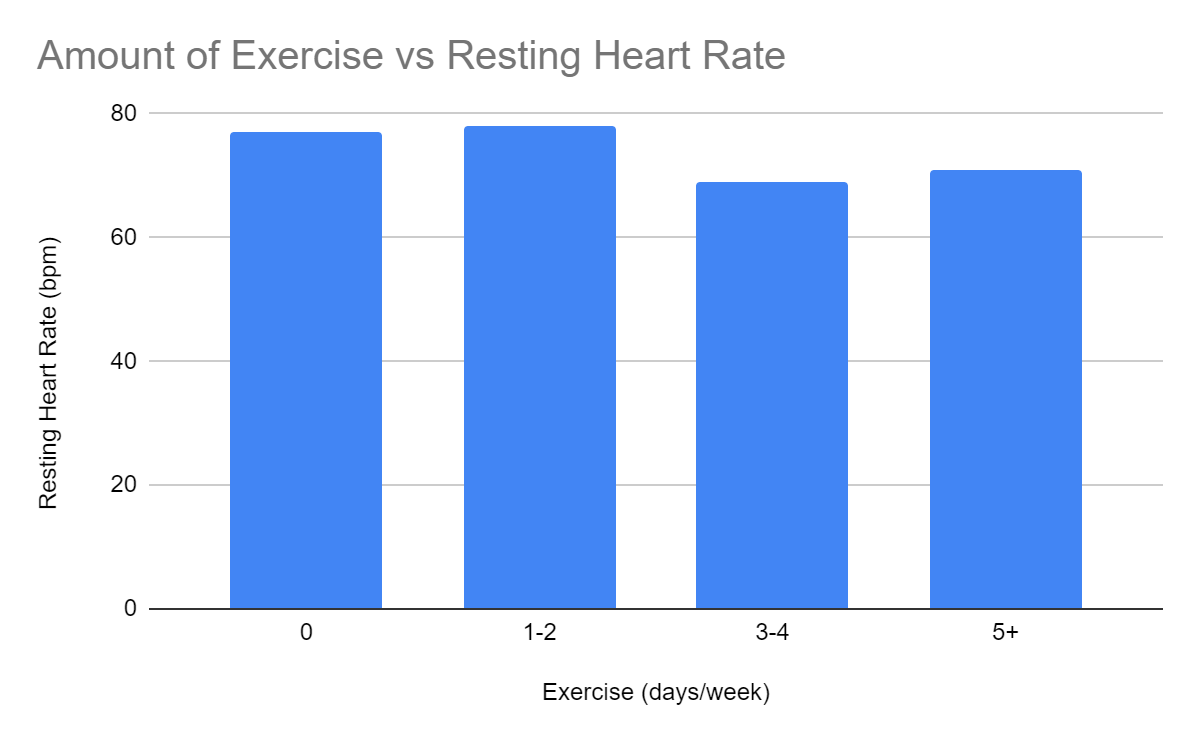 Amount of Exercise vs Resting Heart Rate
80
60
40
20
0
Resting Heart Rate (bpm)
0 1-2 3-4 5+
Exercise (days/week)